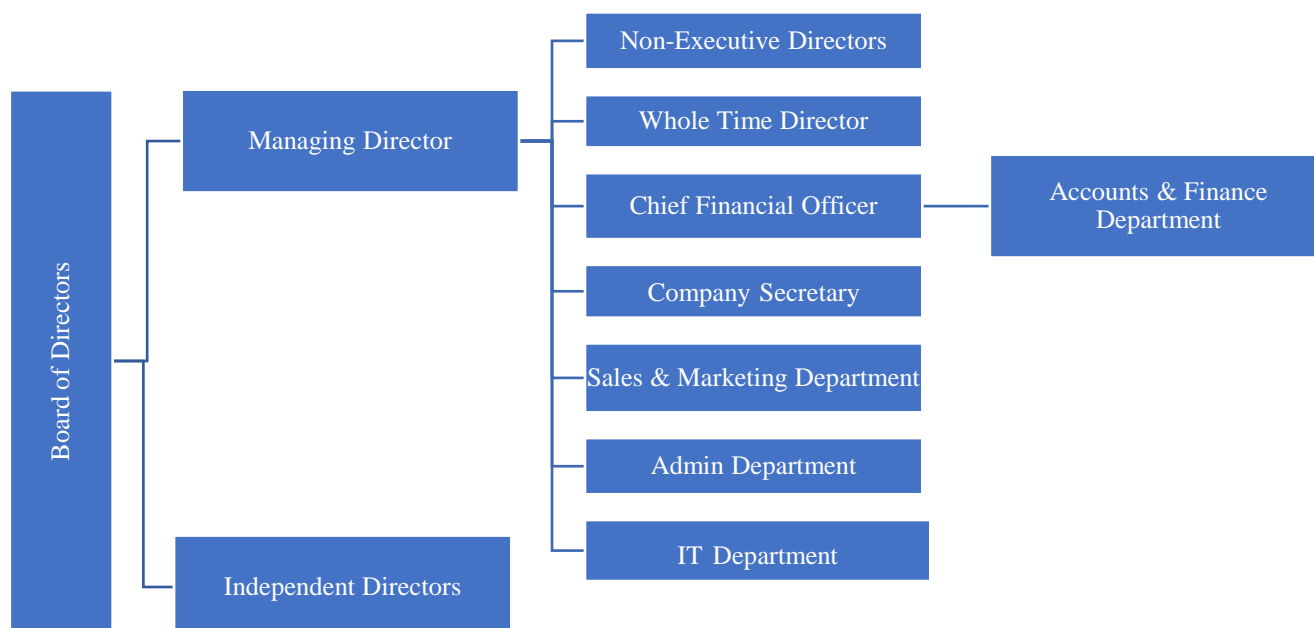 Board of Directors
Managing Director
Independent Directors
Non-Executive Directors
Whole Time Director
Chief Financial Officer
Company Secretary
Sales & Marketing Department
Admin Department
IT Department
Accounts & Finance
Department